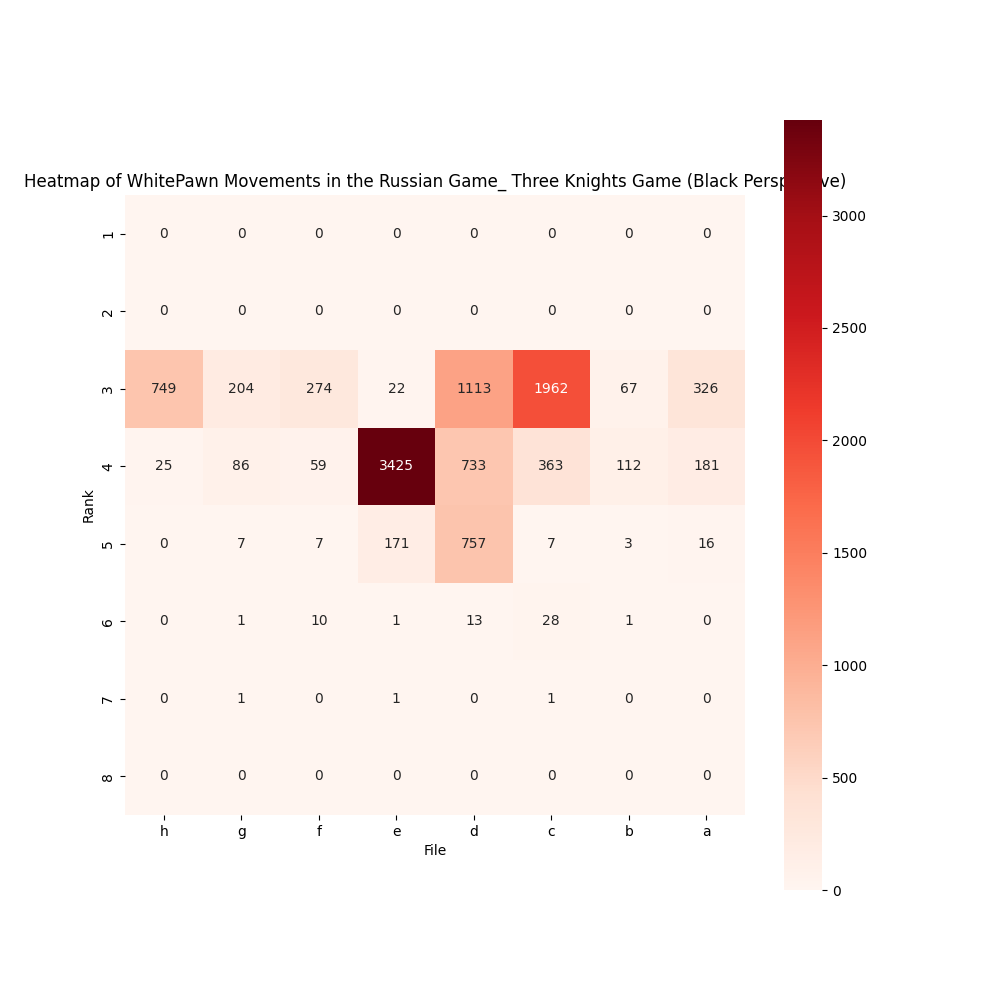 Heatmap of WhitePawn Movements in the Russian Game_ Three Knights Game (Black Perspective)
1 0 0 0 0 0 0 0 0
2 0 0 0 0 0 0 0 0
3 749 204 274 22 1113 1962 67 326
4 25 86 59 3425 733 363 112 181
Rank
5 0 7 7 171 757 7 3 16
6 0 1 10 1 13 28 1 0
7 0 1 0 1 0 1 0 0
8 0 0 0 0 0 0 0 0
h g f e d c b a
File
3000
2500
2000
1500
1000
500
0